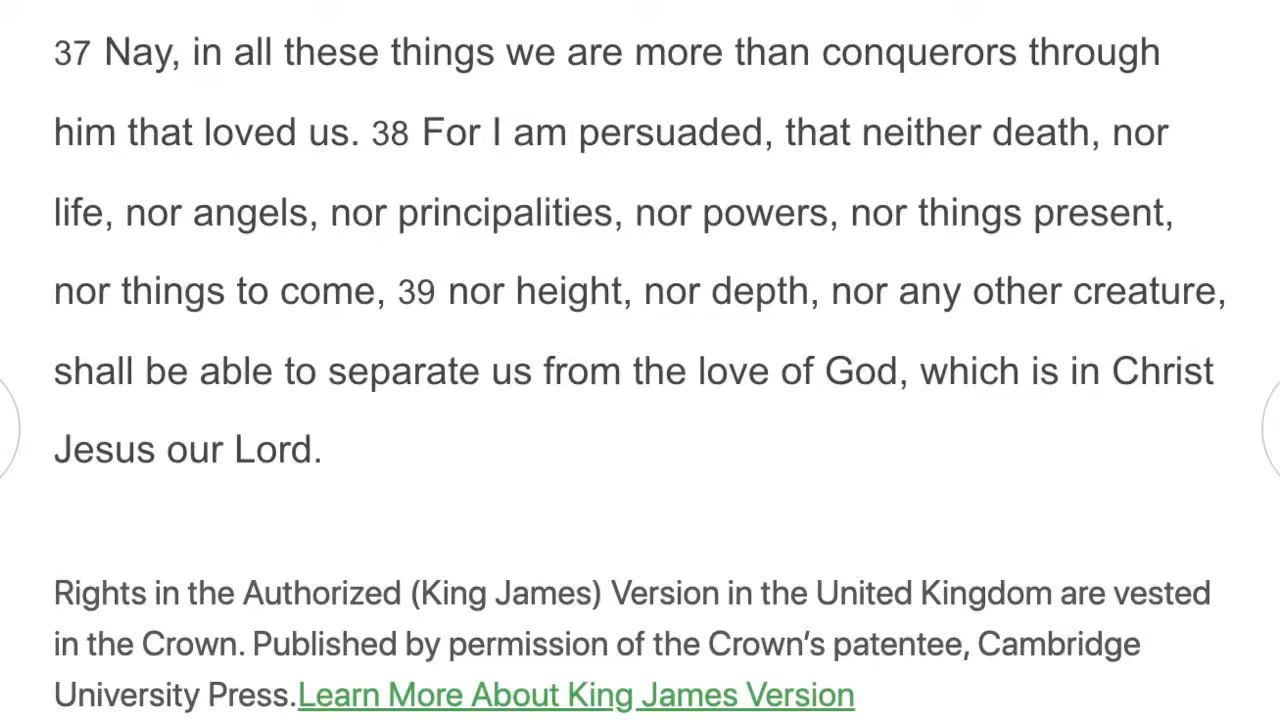 37 Nay, in all these things we are more than conquerors through
him that loved us. 38 For I am persuaded, that neither death, nor
life, nor angels, nor principalities, nor powers, nor things present,
nor things to come, 39 nor height, nor depth, nor any other creature,
shall be able to separate us from the love of God, which is in Christ
Jesus our Lord.
Rights in the Authorized (King James) Version in the United Kingdom are vested
in the Crown. Published by permission of the Crown’s patentee, Cambridge
University Press.Learn More About King James Version